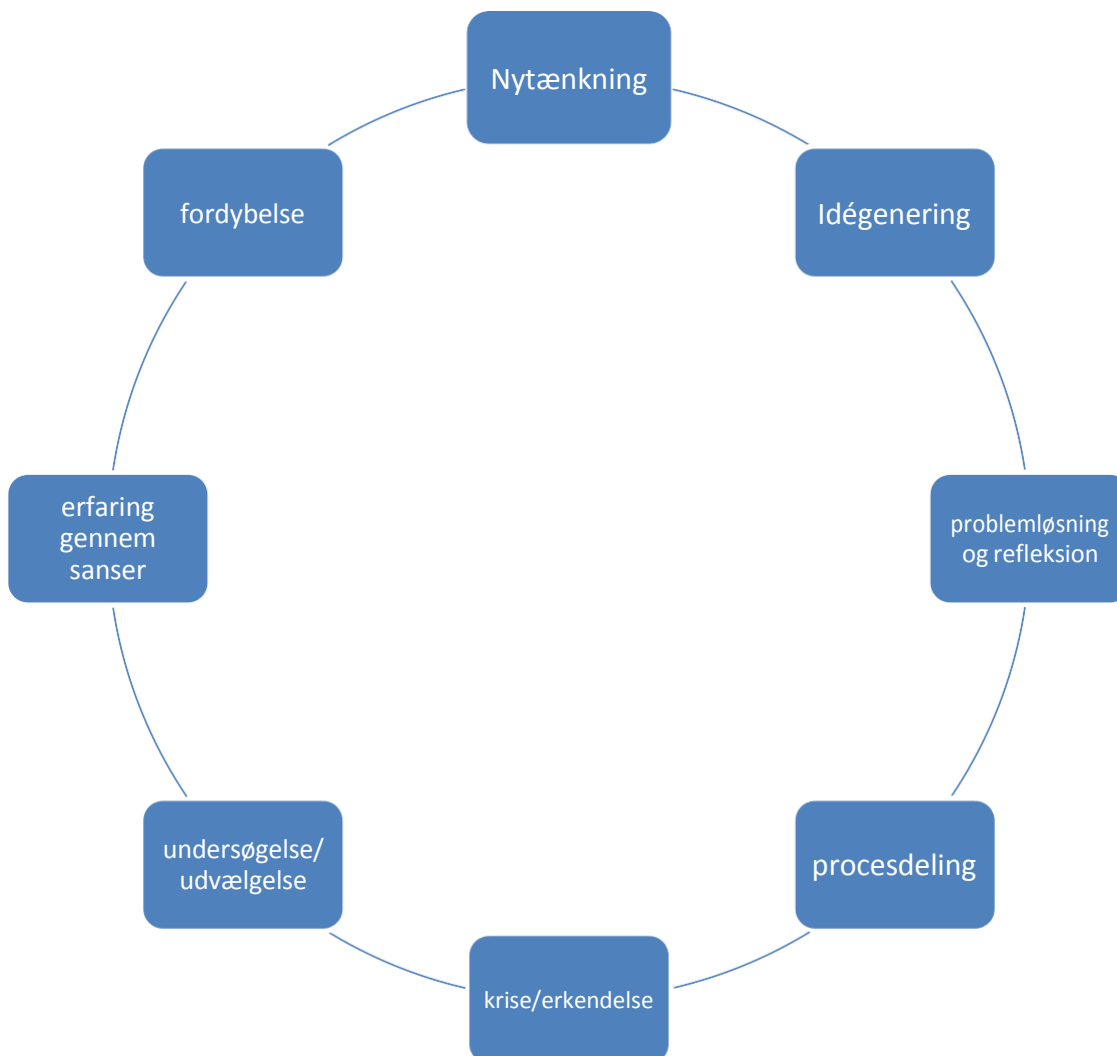 Nytænkning
Idégenering
problemløsning
og refleksion
procesdeling
krise/erkendelse
undersøgelse/
udvælgelse
erfaring
gennem
sanser
fordybelse